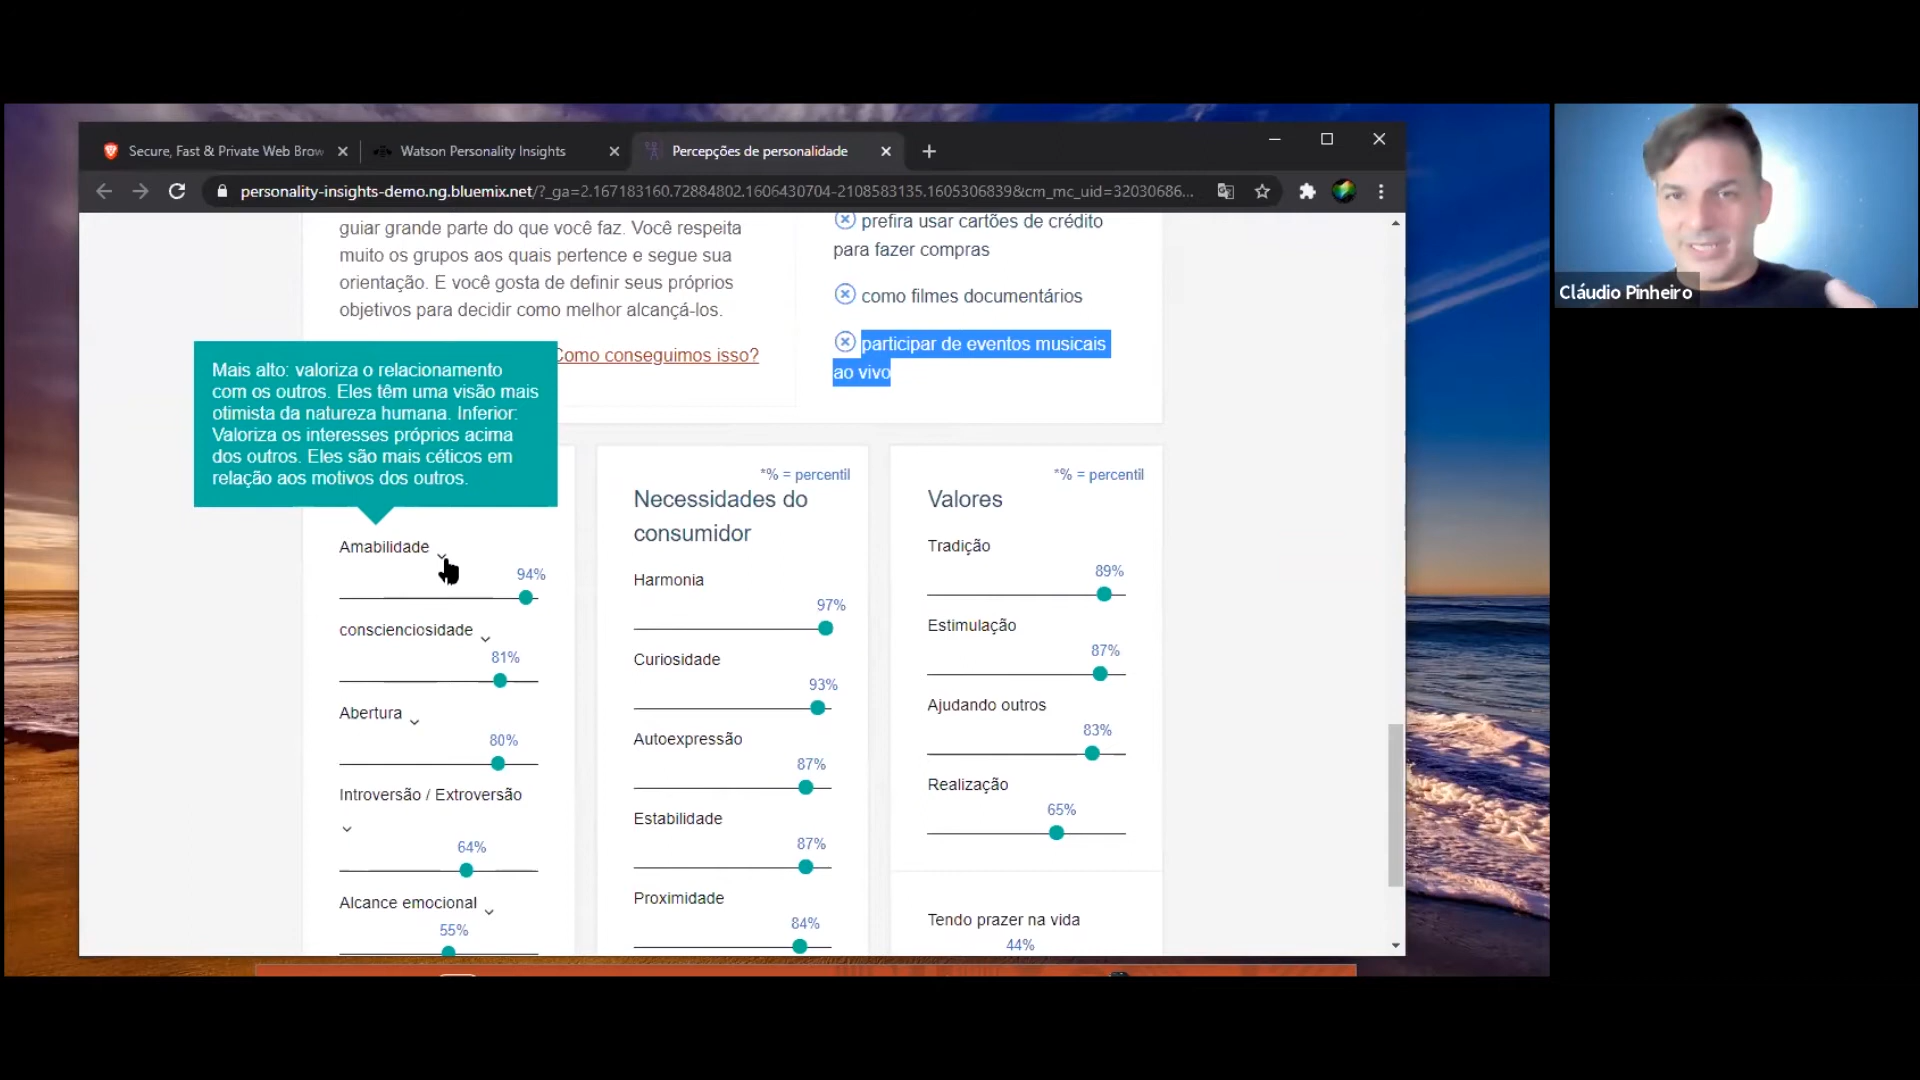 Secure, Fast & Private Web Brow
Watson Personality Insights
Percepções de personalidade
personality-insights-demo.ng.bluemix.net/?_ga=2.167183160.72884802.1606430704-2108583135.1605306839&cm_mc_uid=32030686...
guiar grande parte do que você faz. Você respeita
muito os grupos aos quais pertence e segue sua
orientação. E você gosta de definir seus próprios
objetivos para decidir como melhor alcançá-los.
Como conseguimos isso?
prefira usar cartões de crédito
para fazer compras
como filmes documentários
participar de eventos musicais
ao vivo
Mais alto: valoriza o relacionamento
com os outros. Eles têm uma visão mais
otimista da natureza humana. Inferior:
Valoriza os interesses próprios acima
dos outros. Eles são mais céticos em
relação aos motivos dos outros.
Amabilidade
94%
conscienciosidade
81%
Abertura
80%
Introversão / Extroversão
64%
Alcance emocional
55%
*% = percentil
Necessidades do
consumidor
Harmonia
97%
Curiosidade
93%
Autoexpressão
87%
Estabilidade
87%
Proximidade
84%
*% = percentil
Valores
Tradição
89%
Estimulação
87%
Ajudando outros
83%
Realização
65%
Tendo prazer na vida
44%
Cláudio Pinheiro